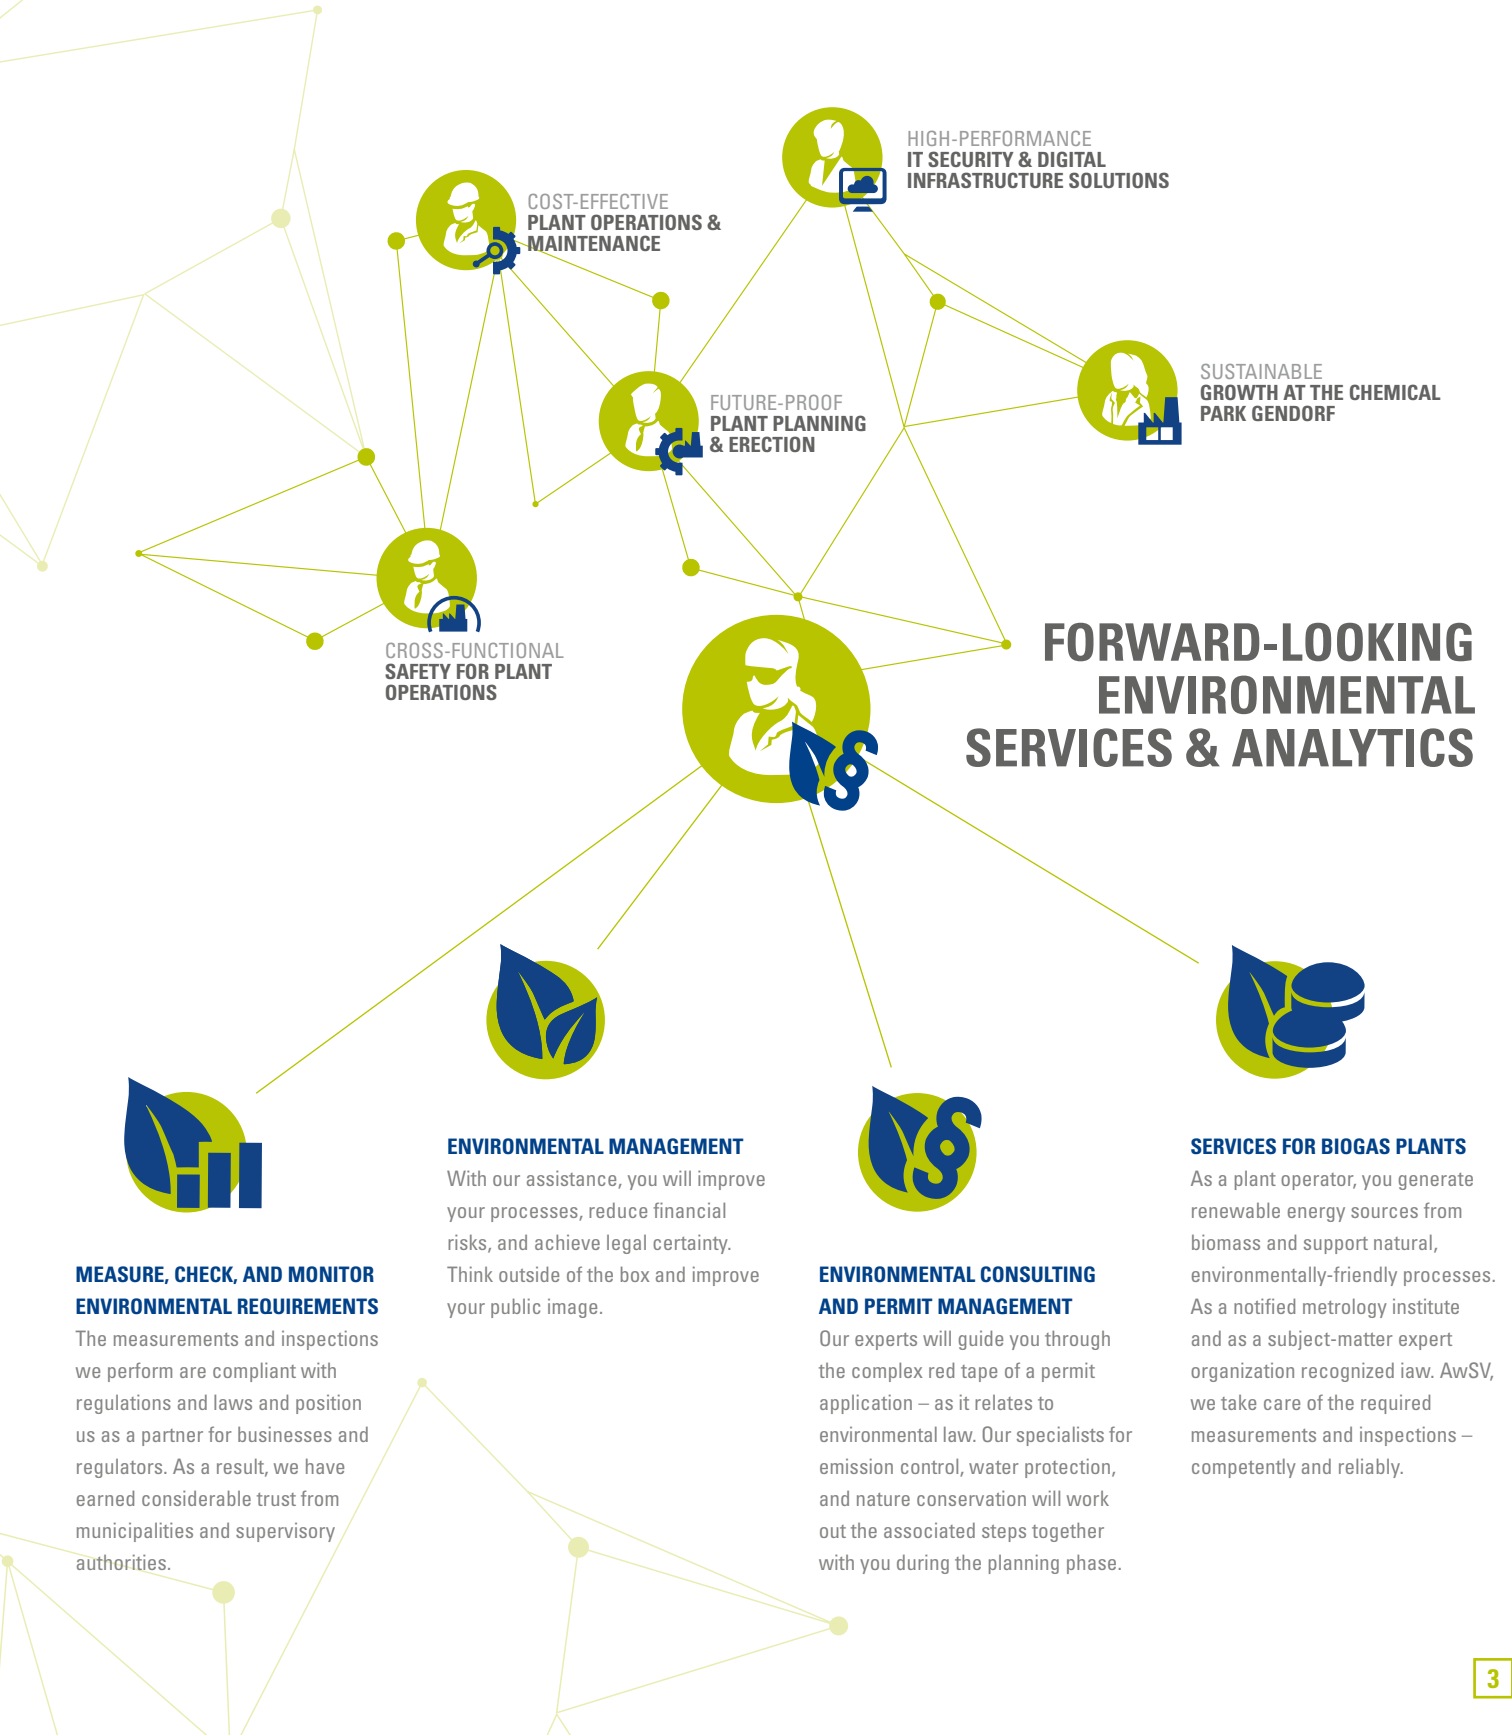 HIGH-PERFORMANCE
IT SECURITY & DIGITAL
INFRASTRUCTURE SOLUTIONS
COST-EFFECTIVE
PLANT OPERATIONS &
MAINTENANCE
SUSTAINABLE
GROWTH AT THE CHEMICAL
PARK GENDORF
FUTURE-PROOF
PLANT PLANNING
& ERECTION
CROSS-FUNCTIONAL
SAFETY FOR PLANT
OPERATIONS
FORWARD-LOOKING
ENVIRONMENTAL
SERVICES & ANALYTICS
MEASURE, CHECK, AND MONITOR
ENVIRONMENTAL REQUIREMENTS
The measurements and inspections
we perform are compliant with
regulations and laws and position
us as a partner for businesses and
regulators. As a result, we have
earned considerable trust from
municipalities and supervisory
authorities.
ENVIRONMENTAL MANAGEMENT
With our assistance, you will improve
your processes, reduce financial
risks, and achieve legal certainty.
Think outside of the box and improve
your public image.
ENVIRONMENTAL CONSULTING
AND PERMIT MANAGEMENT
Our experts will guide you through
the complex red tape of a permit
application – as it relates to
environmental law. Our specialists for
emission control, water protection,
and nature conservation will work
out the associated steps together
with you during the planning phase.
SERVICES FOR BIOGAS PLANTS
As a plant operator, you generate
renewable energy sources from
biomass and support natural,
environmentally-friendly processes.
As a notified metrology institute
and as a subject-matter expert
organization recognized iaw. AwSV,
we take care of the required
measurements and inspections –
competently and reliably.
3